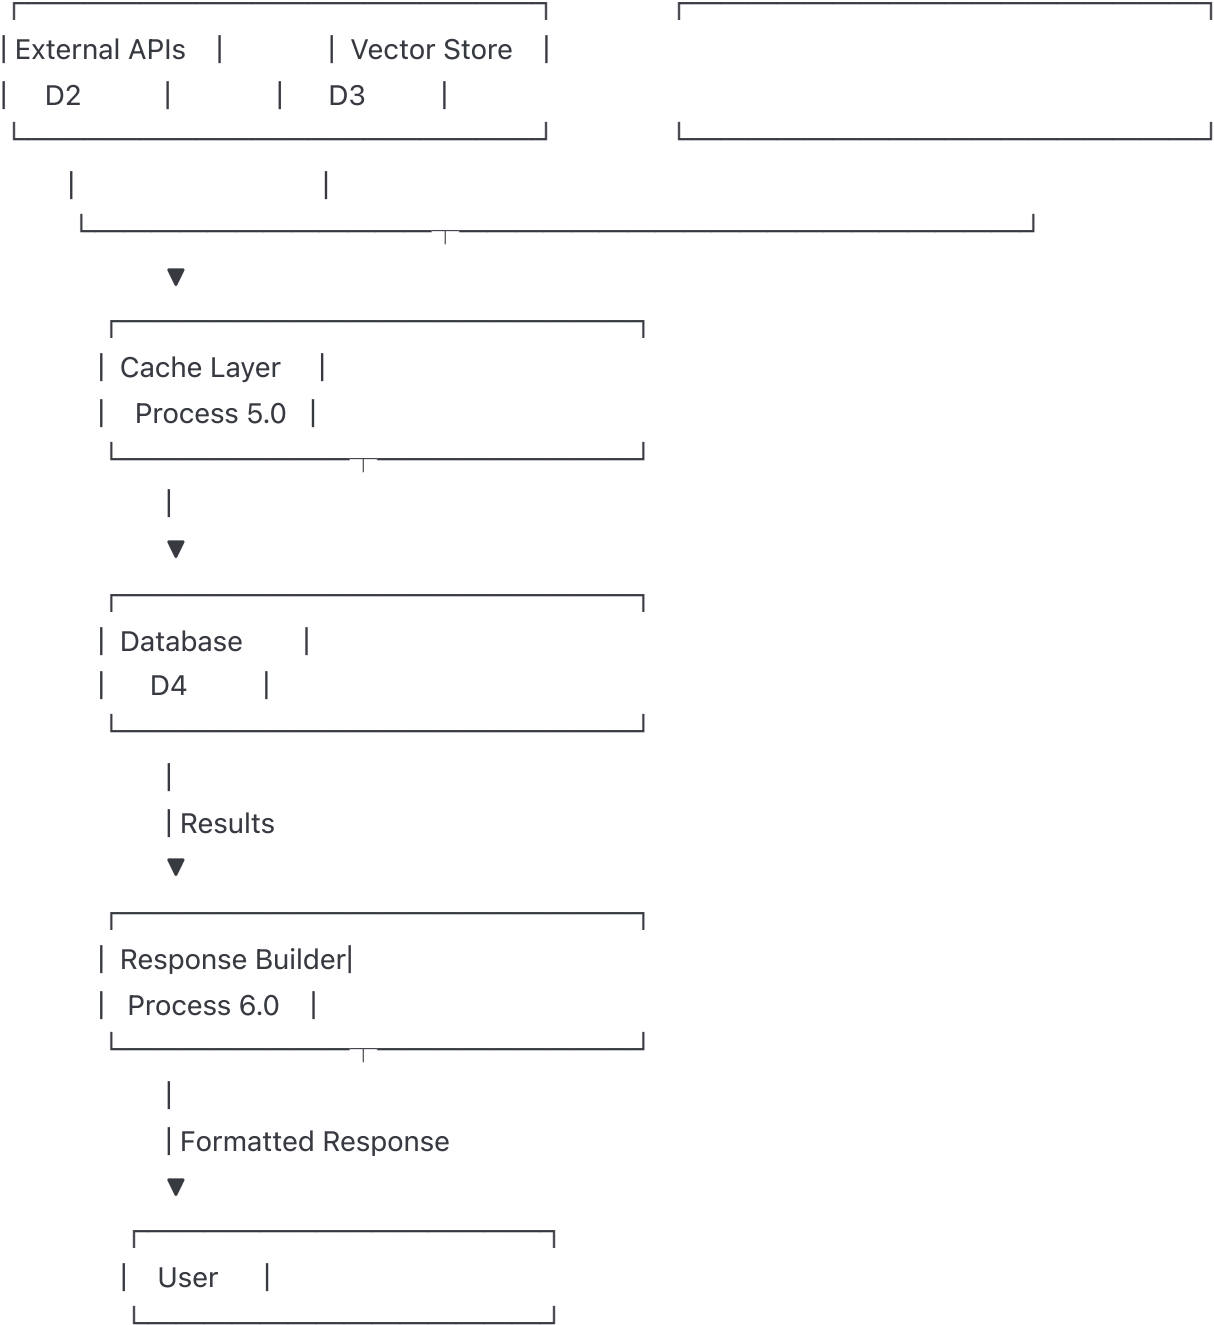 External APIs Vector Store
D2 D3
Cache Layer
Process 5.0
Database
D4
Results
Response Builder
Process 6.0
Formatted Response
User